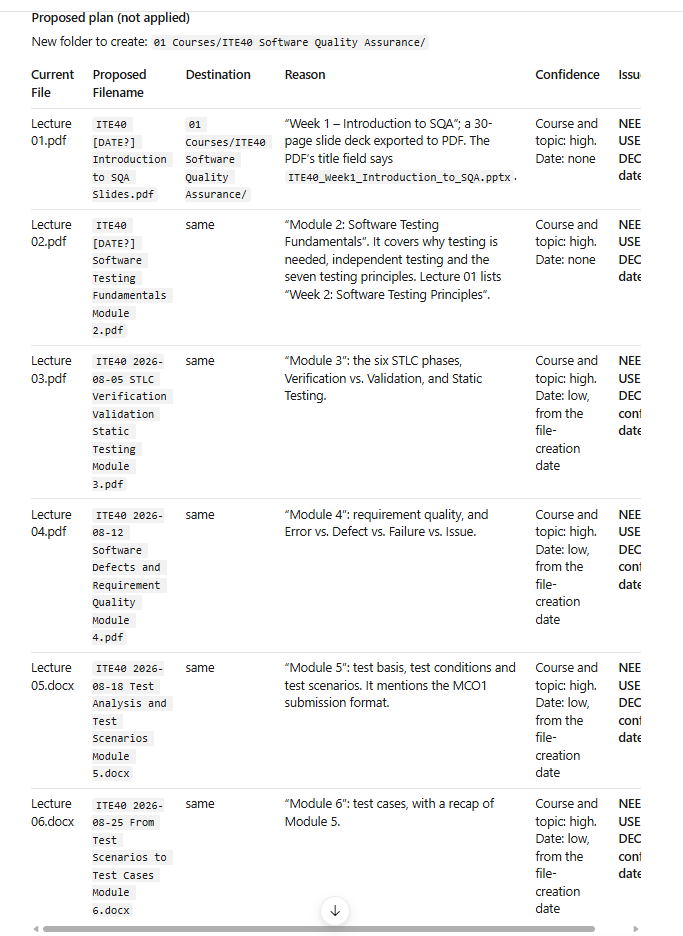 Proposed plan (not applied)
New folder to create: 01 Courses/ITE40 Software Quality Assurance/
Current File
Proposed Filename
Destination
Reason
Confidence
Lecture 01.pdf
ITE40 [DATE?] Introduction to SQA Slides.pdf
01 Courses/ITE40 Software Quality Assurance/
“Week 1 – Introduction to SQA”; a 30-page slide deck exported to PDF. The PDF’s title field says ITE40_Week1_Introduction_to_SQA.pptx.
Course and topic: high. Date: none
date
Lecture 02.pdf
ITE40 [DATE?] Software Testing Fundamentals Module 2.pdf
same
“Module 2: Software Testing Fundamentals”. It covers why testing is needed, independent testing and the seven testing principles. Lecture 01 lists “Week 2: Software Testing Principles”.
Course and topic: high. Date: none
date
Lecture 03.pdf
ITE40 2026-08-05 STLC Verification Validation Static Testing Module 3.pdf
same
“Module 3”: the six STLC phases, Verification vs. Validation, and Static Testing.
Course and topic: high. Date: low, from the file-creation date
date
Lecture 04.pdf
ITE40 2026-08-12 Software Defects and Requirement Quality Module 4.pdf
same
“Module 4”: requirement quality, and Error vs. Defect vs. Failure vs. Issue.
Course and topic: high. Date: low, from the file-creation date
date
Lecture 05.docx
ITE40 2026-08-18 Test Analysis and Test Scenarios Module 5.docx
same
“Module 5”: test basis, test conditions and test scenarios. It mentions the MCO1 submission format.
Course and topic: high. Date: low, from the file-creation date
date
Lecture 06.docx
ITE40 2026-08-25 From Test Scenarios to Test Cases Module 6.docx
same
“Module 6”: test cases, with a recap of Module 5.
Course and topic: high. Date: low, from the file-creation date
date